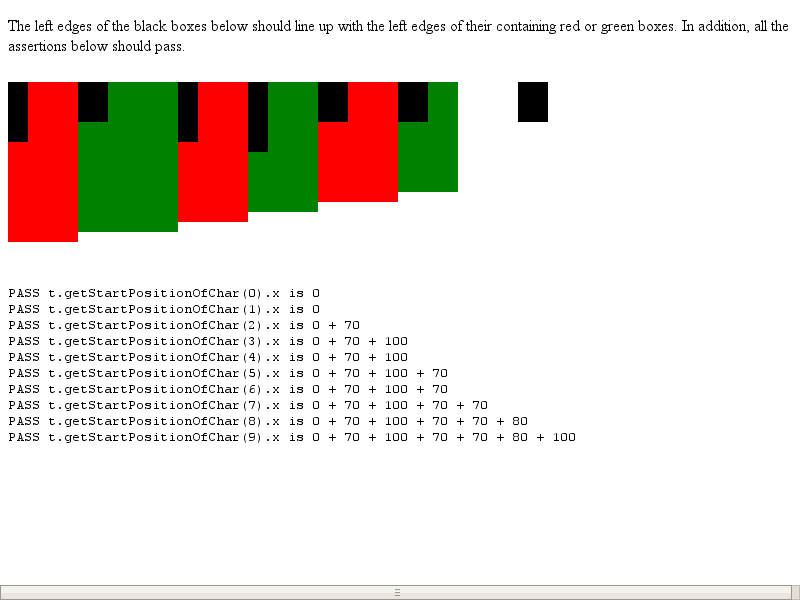 The left edges of the black boxes below should line up with the left edges of their containing red or green boxes. In addition, all the
assertions below should pass.
PASS t.getStartPositionOfChar(0).x is 0
PASS t.getStartPositionOfChar(1).x is 0
PASS t.getStartPositionOfChar(2).x is 0 + 70
PASS t.getStartPositionOfChar(3).x is 0 + 70 + 100
PASS t.getStartPositionOfChar(4).x is 0 + 70 + 100
PASS t.getStartPositionOfChar(5).x is 0 + 70 + 100 + 70
PASS t.getStartPositionOfChar(6).x is 0 + 70 + 100 + 70
PASS t.getStartPositionOfChar(7).x is 0 + 70 + 100 + 70 + 70
PASS t.getStartPositionOfChar(8).x is 0 + 70 + 100 + 70 + 70 + 80
PASS t.getStartPositionOfChar(9).x is 0 + 70 + 100 + 70 + 70 + 80 + 100